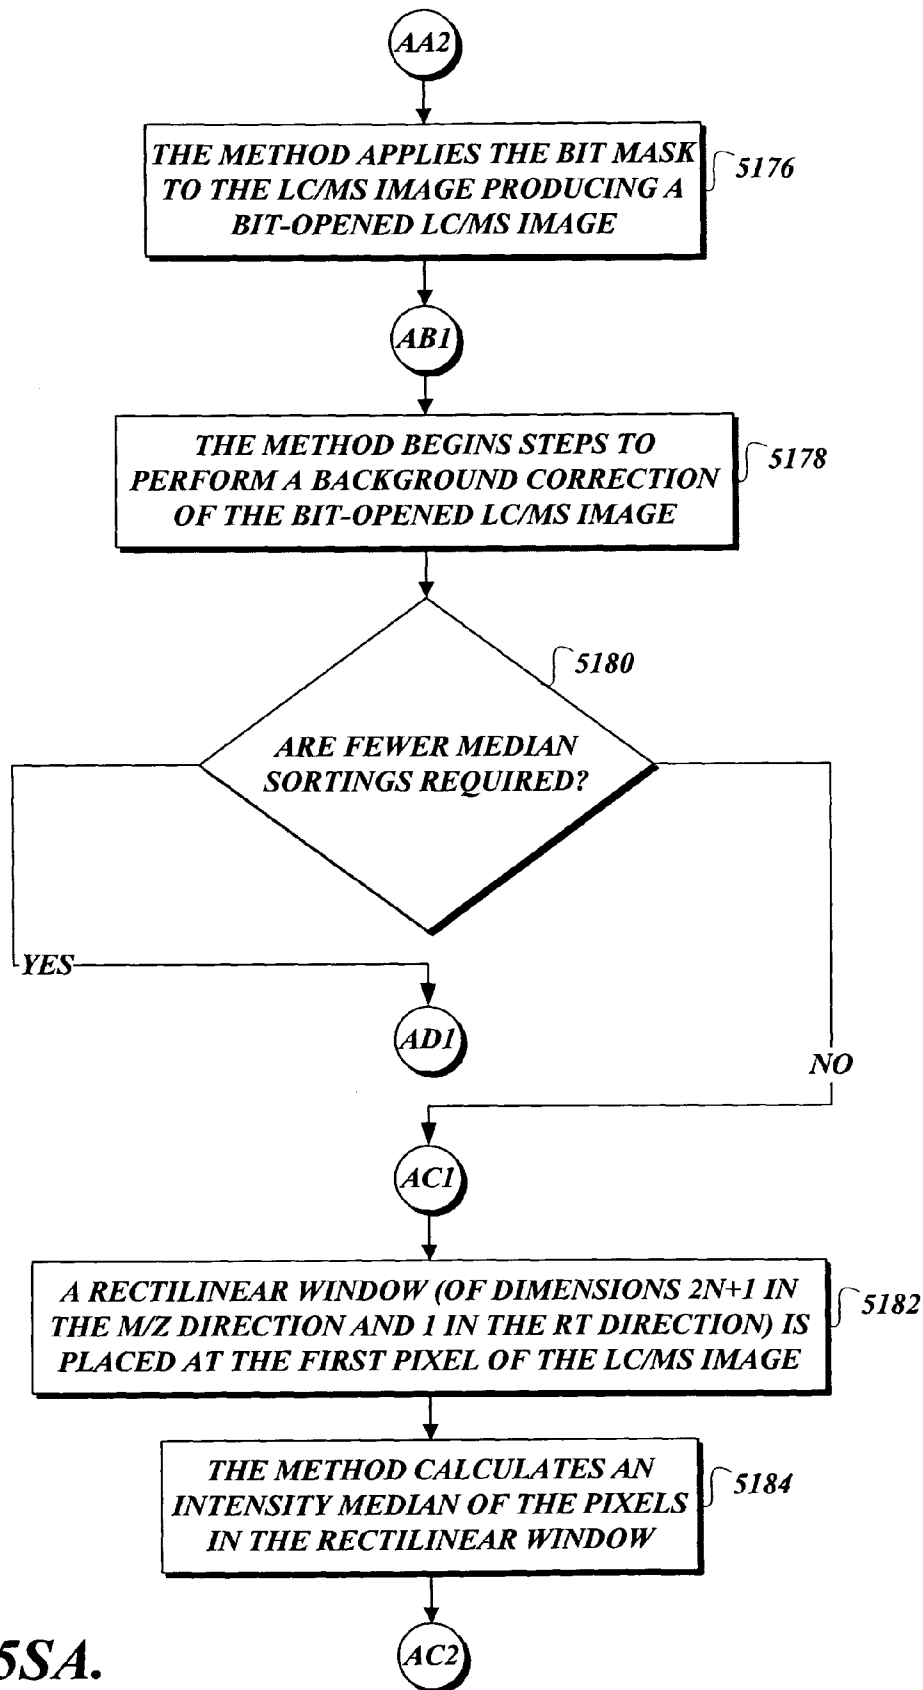 AA2
THE METHOD APPLIES THE BIT MASK
TO THE LC/MS IMAGE PRODUCING A
BIT-OPENED LC/MS IMAGE
5176
AB1
THE METHOD BEGINS STEPS TO
PERFORM A BACKGROUND CORRECTION
OF THE BIT-OPENED LC/MS IMAGE
5178
5180
ARE FEWER MEDIAN
SORTINGS REQUIRED?
YES
AD1
NO
AC1
A RECTILINEAR WINDOW (OF DIMENSIONS 2N+1 IN
THE M/Z DIRECTION AND 1 IN THE RT DIRECTION) IS
PLACED AT THE FIRST PIXEL OF THE LC/MS IMAGE
5182
THE METHOD CALCULATES AN
INTENSITY MEDIAN OF THE PIXELS
IN THE RECTILINEAR WINDOW
5184
AC2
5SA.